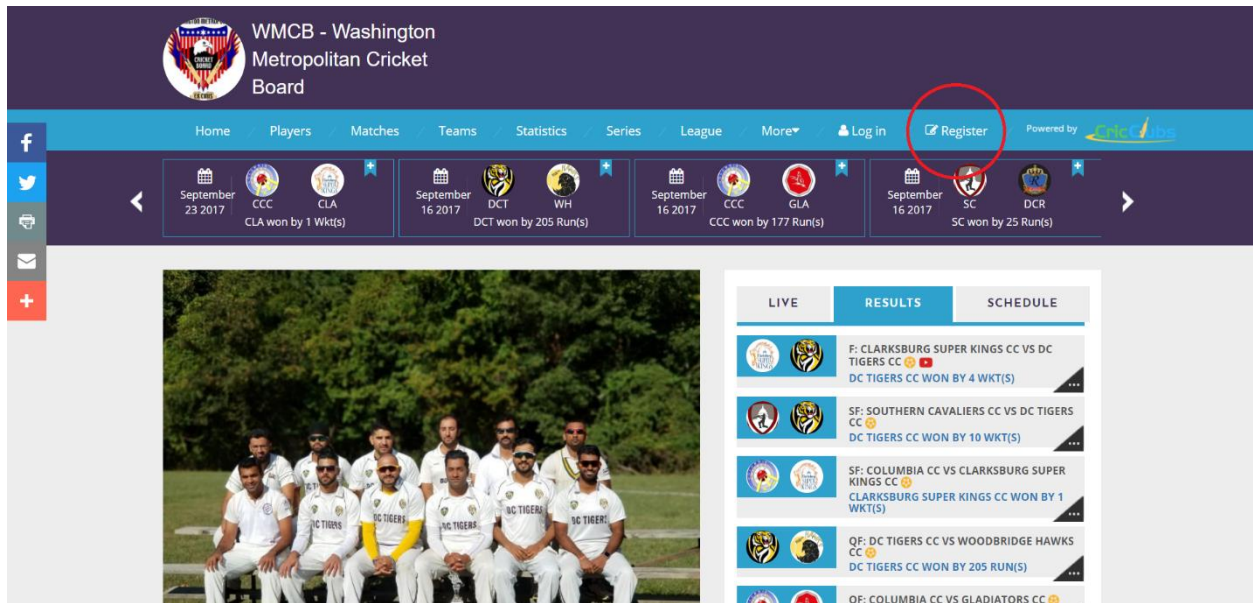 WMCB - Washington
Metropolitan Cricket
Board
Home / Players / Matches / Teams / Statistics / Series / League / More / Log in / Register / Powered by CricClubs
September
23 2017
CCC CLA
CLA won by 1 Wkt(s)
September
16 2017
DCT WH
DCT won by 205 Run(s)
September
16 2017
CCC GLA
CCC won by 177 Run(s)
September
16 2017
SC DCR
SC won by 25 Run(s)
LIVE RESULTS SCHEDULE
F: CLARKSBURG SUPER KINGS CC VS DC
TIGERS CC
DC TIGERS CC WON BY 4 WKT(S)
SF: SOUTHERN CAVALIERS CC VS DC TIGERS
CC
DC TIGERS CC WON BY 10 WKT(S)
SF: COLUMBIA CC VS CLARKSBURG SUPER
KINGS CC
CLARKSBURG SUPER KINGS CC WON BY 1
WKT(S)
QF: DC TIGERS CC VS WOODBRIDGE HAWKS
CC
DC TIGERS CC WON BY 205 RUN(S)
QF: COLUMBIA CC VS GLADIATORS CC
DC TIGERS
DC TIGERS
DC TIGERS
DC TIGERS